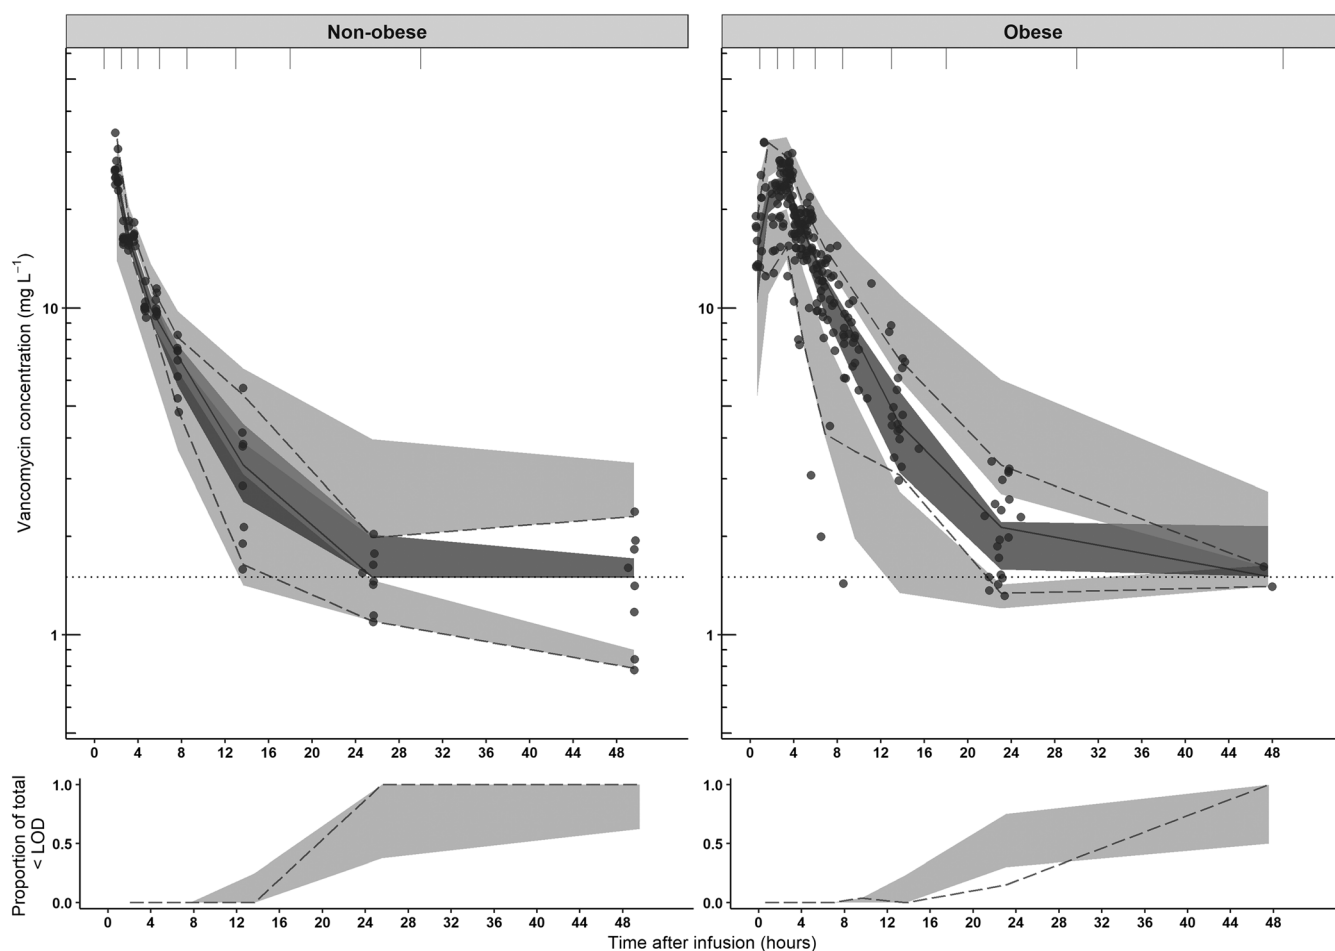 Non-obese
Obese
Vancomycin concentration (mg L⁻¹)
10
1
0 4 8 12 16 20 24 28 32 36 40 44 48
10
1
0 4 8 12 16 20 24 28 32 36 40 44 48
Proportion of total
< LOD
1.0
0.5
0.0
0 4 8 12 16 20 24 28 32 36 40 44 48
1.0
0.5
0.0
0 4 8 12 16 20 24 28 32 36 40 44 48
Time after infusion (hours)